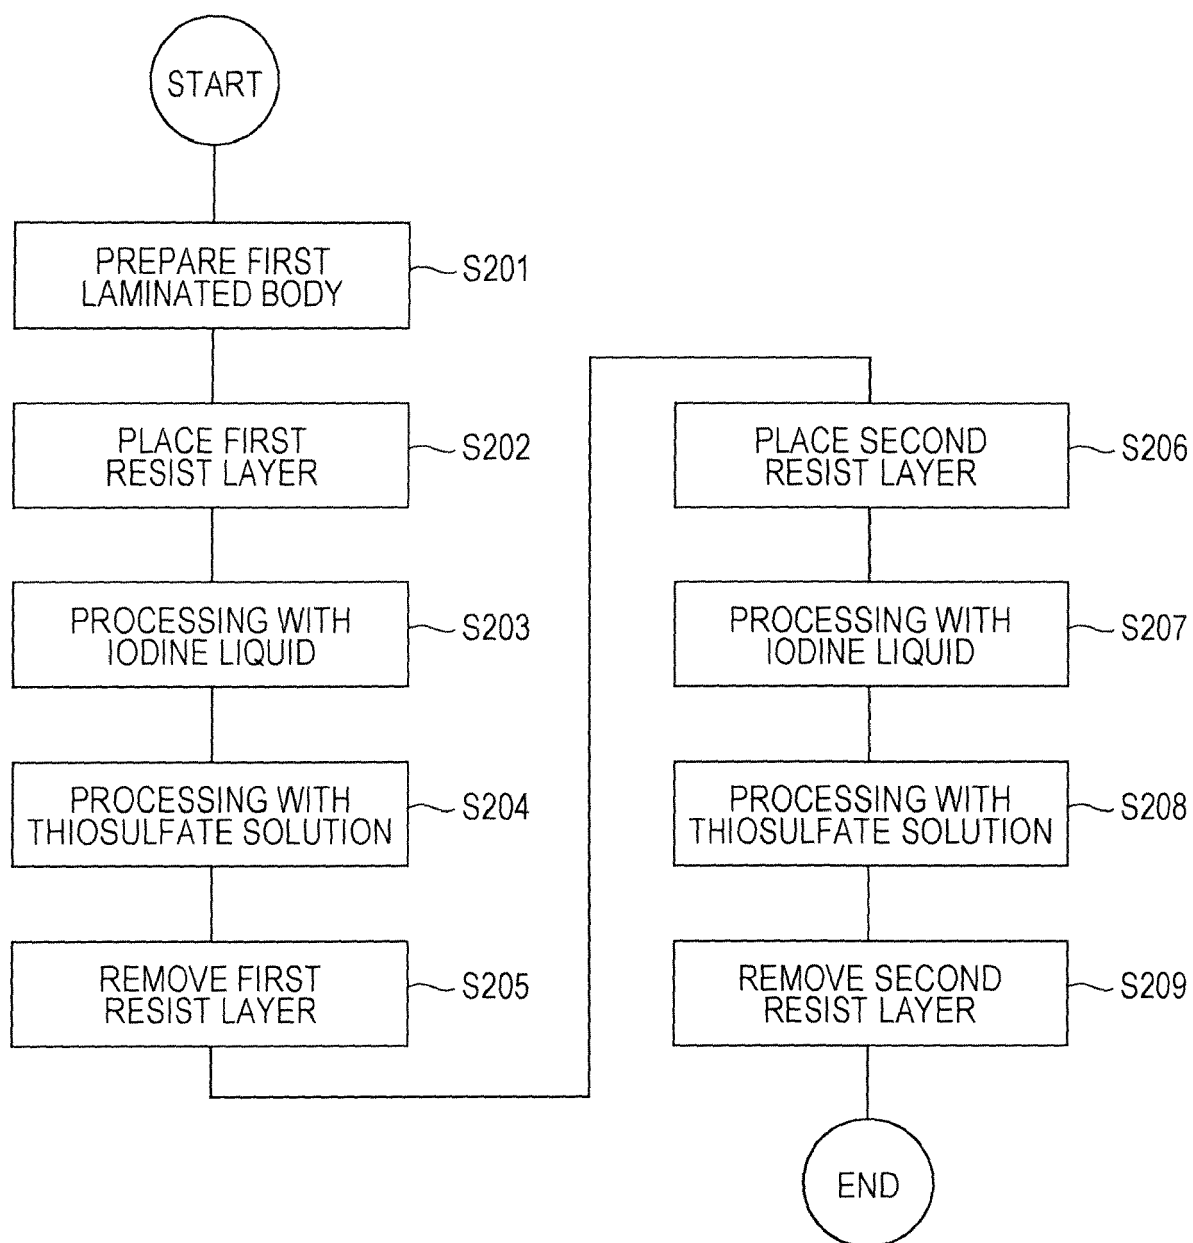 START
PREPARE FIRST
LAMINATED BODY
S201
PLACE FIRST
RESIST LAYER
S202
PROCESSING WITH
IODINE LIQUID
S203
PROCESSING WITH
THIOSULFATE SOLUTION
S204
REMOVE FIRST
RESIST LAYER
S205
PLACE SECOND
RESIST LAYER
S206
PROCESSING WITH
IODINE LIQUID
S207
PROCESSING WITH
THIOSULFATE SOLUTION
S208
REMOVE SECOND
RESIST LAYER
S209
END